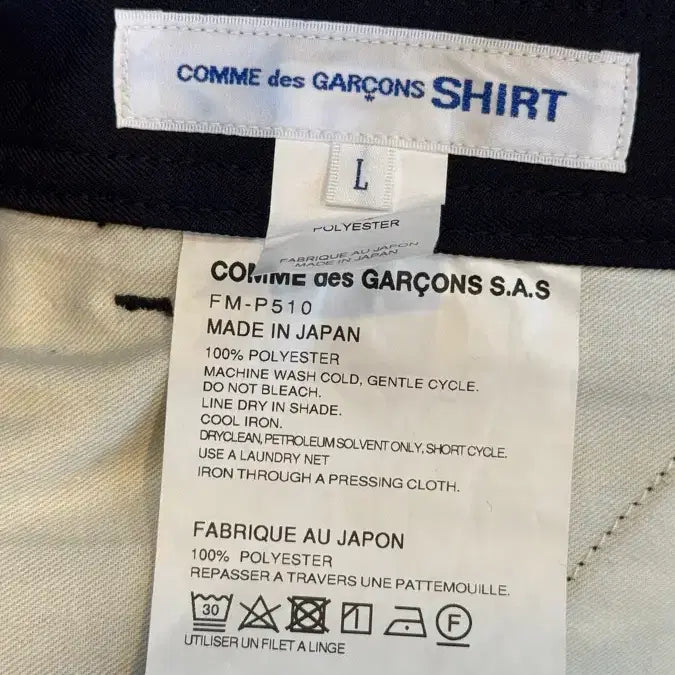 COMME des GARÇONS SHIRT
L
POLYESTER
FABRIQUE AU JAPON
MADE IN JAPAN
COMME des GARÇONS S.A.S
FM-P510
MADE IN JAPAN
100% POLYESTER
MACHINE WASH COLD, GENTLE CYCLE.
DO NOT BLEACH.
LINE DRY IN SHADE.
COOL IRON.
DRYCLEAN, PETROLEUM SOLVENT ONLY, SHORT CYCLE.
USE A LAUNDRY NET
IRON THROUGH A PRESSING CLOTH.
FABRIQUE AU JAPON
100% POLYESTER
REPASSER A TRAVERS UNE PATTEMOUILLE.
30 F
UTILISER UN FILET A LINGE